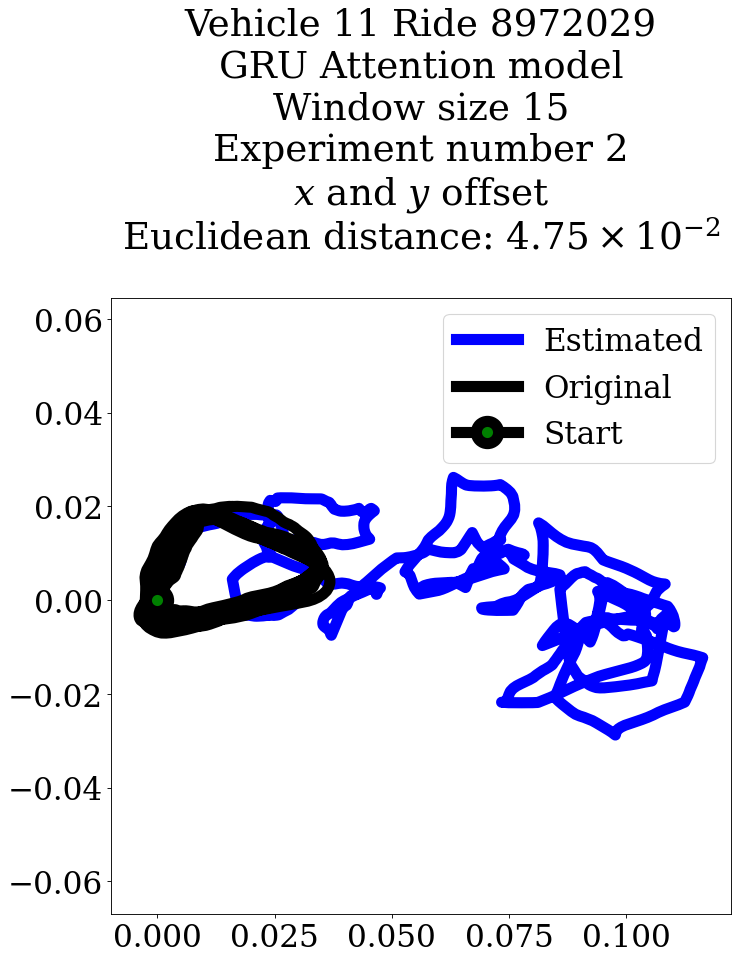 Vehicle 11 Ride 8972029
GRU Attention model
Window size 15
Experiment number 2
x and y offset
Euclidean distance: 4.75 × 10⁻²
Estimated
Original
Start
0.06
0.04
0.02
0.00
−0.02
−0.04
−0.06
0.000 0.025 0.050 0.075 0.100